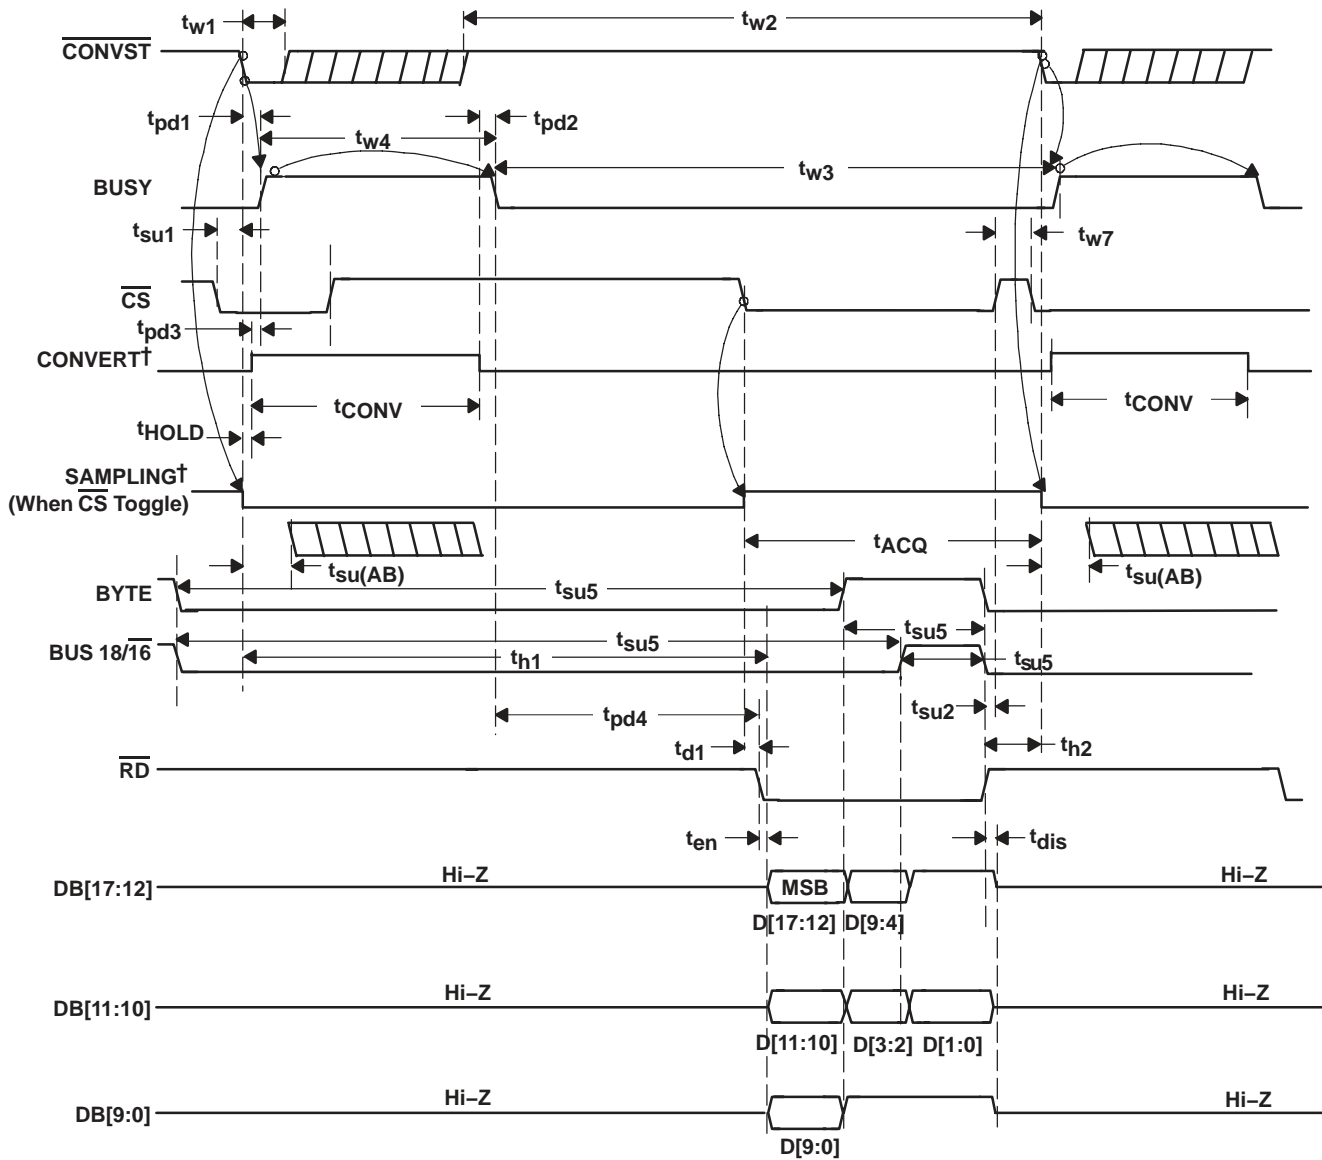 tw1
tw2
CONVST
tpd1
tw4
tpd2
tw3
BUSY
tsu1
tw7
CS
tpd3
CONVERT†
tCONV
tCONV
tHOLD
SAMPLING†
(When CS Toggle)
tACQ
tsu(AB)
tsu(AB)
BYTE
tsu5
tsu5
BUS 18/16
tsu5
th1
tsu5
tpd4
tsu2
td1
th2
RD
ten
tdis
Hi–Z
MSB
Hi–Z
DB[17:12]
D[17:12]
D[9:4]
Hi–Z
Hi–Z
DB[11:10]
D[11:10]
D[3:2]
D[1:0]
Hi–Z
Hi–Z
DB[9:0]
D[9:0]